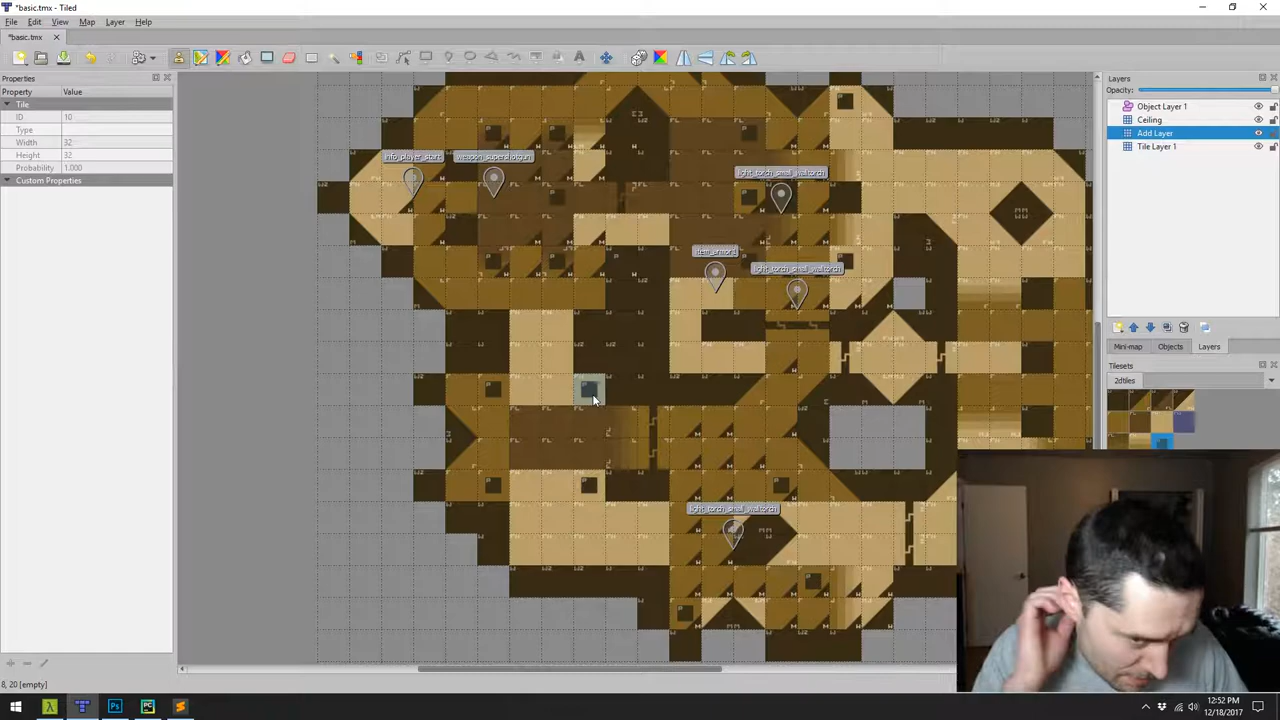 *basic.tmx - Tiled
File Edit View Map Layer Help
*basic.tmx
Properties
Property Value
Tile
ID 10
Type
Width 32
Height 32
Probability 1.000
Custom Properties
info_player_start
weapon_supershotgun
light_torch_small_walltorch
item_armor1
light_torch_small_walltorch
light_torch_small_walltorch
Layers
Opacity:
Object Layer 1
Ceiling
Add Layer
Tile Layer 1
Mini-map Objects Layers
Tilesets
2dtiles
8, 20 [empty]
12:52 PM
12/18/2017